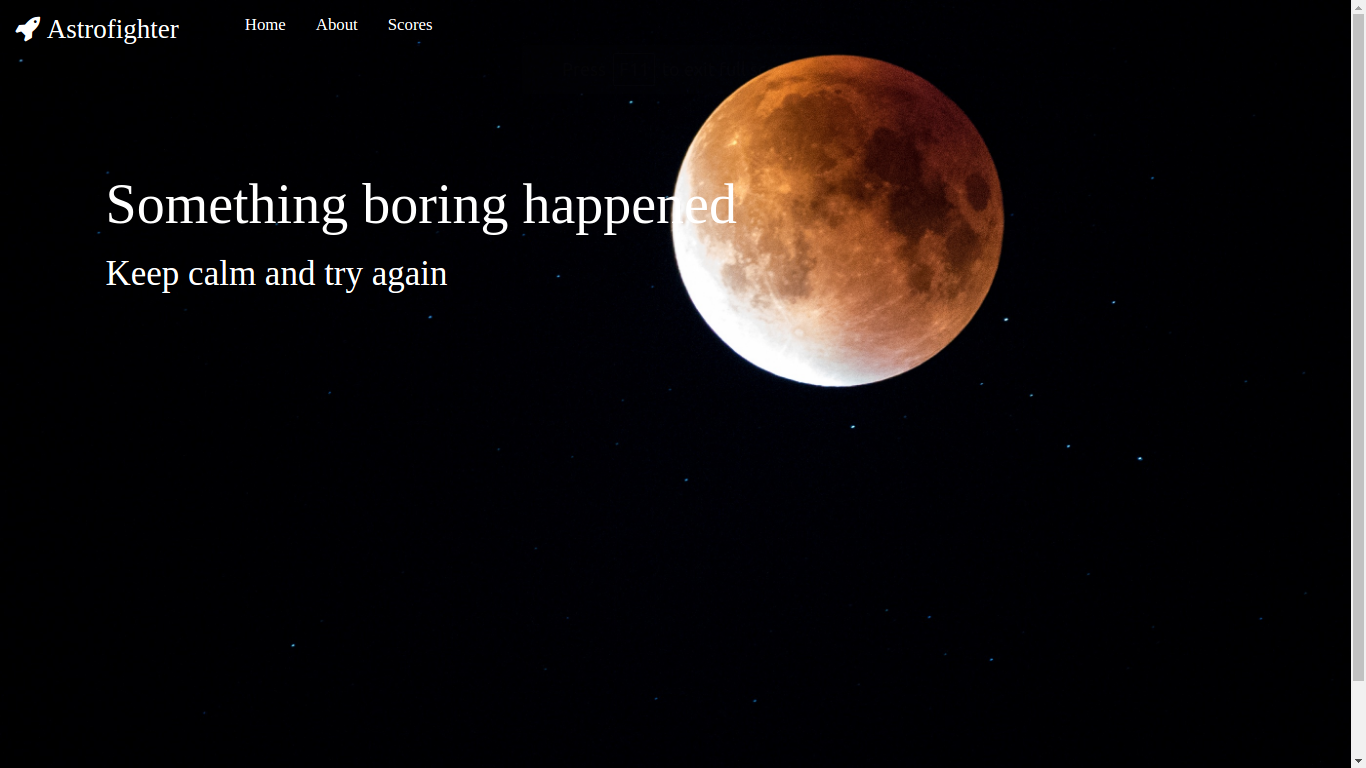 Astrofighter
Home
About
Scores
Something boring happened
Keep calm and try again